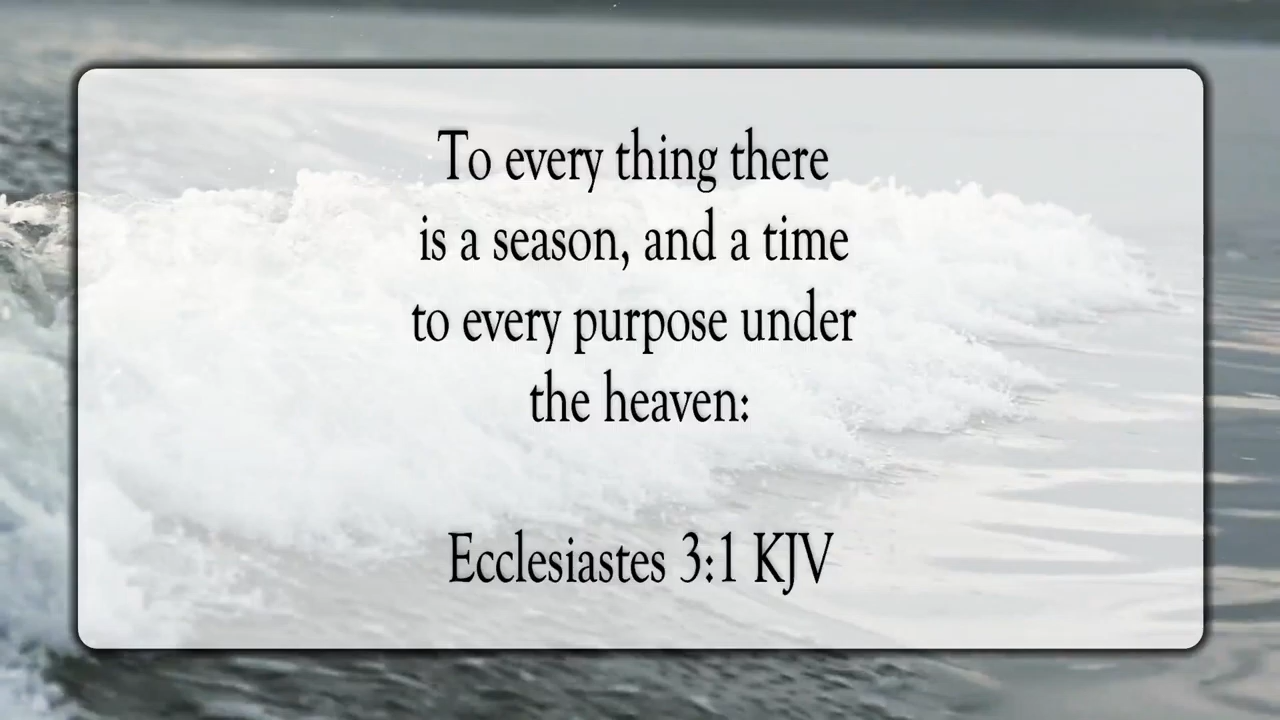 To every thing there
is a season, and a time
to every purpose under
the heaven:
Ecclesiastes 3:1 KJV